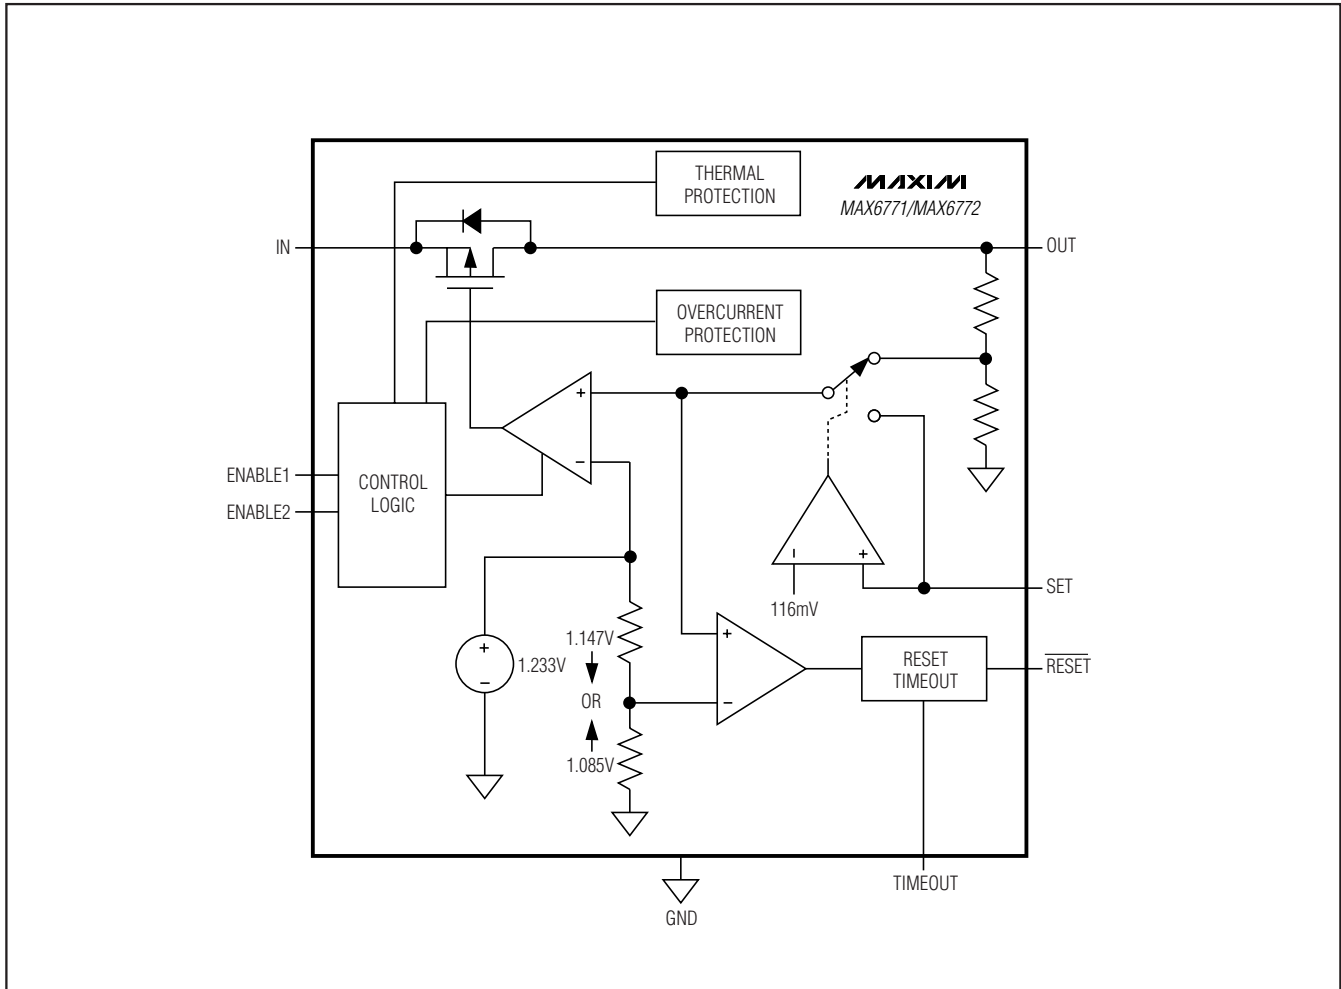 THERMAL
PROTECTION
MAXIM
MAX6771/MAX6772
IN
OUT
OVERCURRENT
PROTECTION
+
−
ENABLE1
ENABLE2
CONTROL
LOGIC
−
+
116mV
SET
1.147V
+
−
1.233V
OR
1.085V
+
−
RESET
TIMEOUT
RESET
TIMEOUT
GND